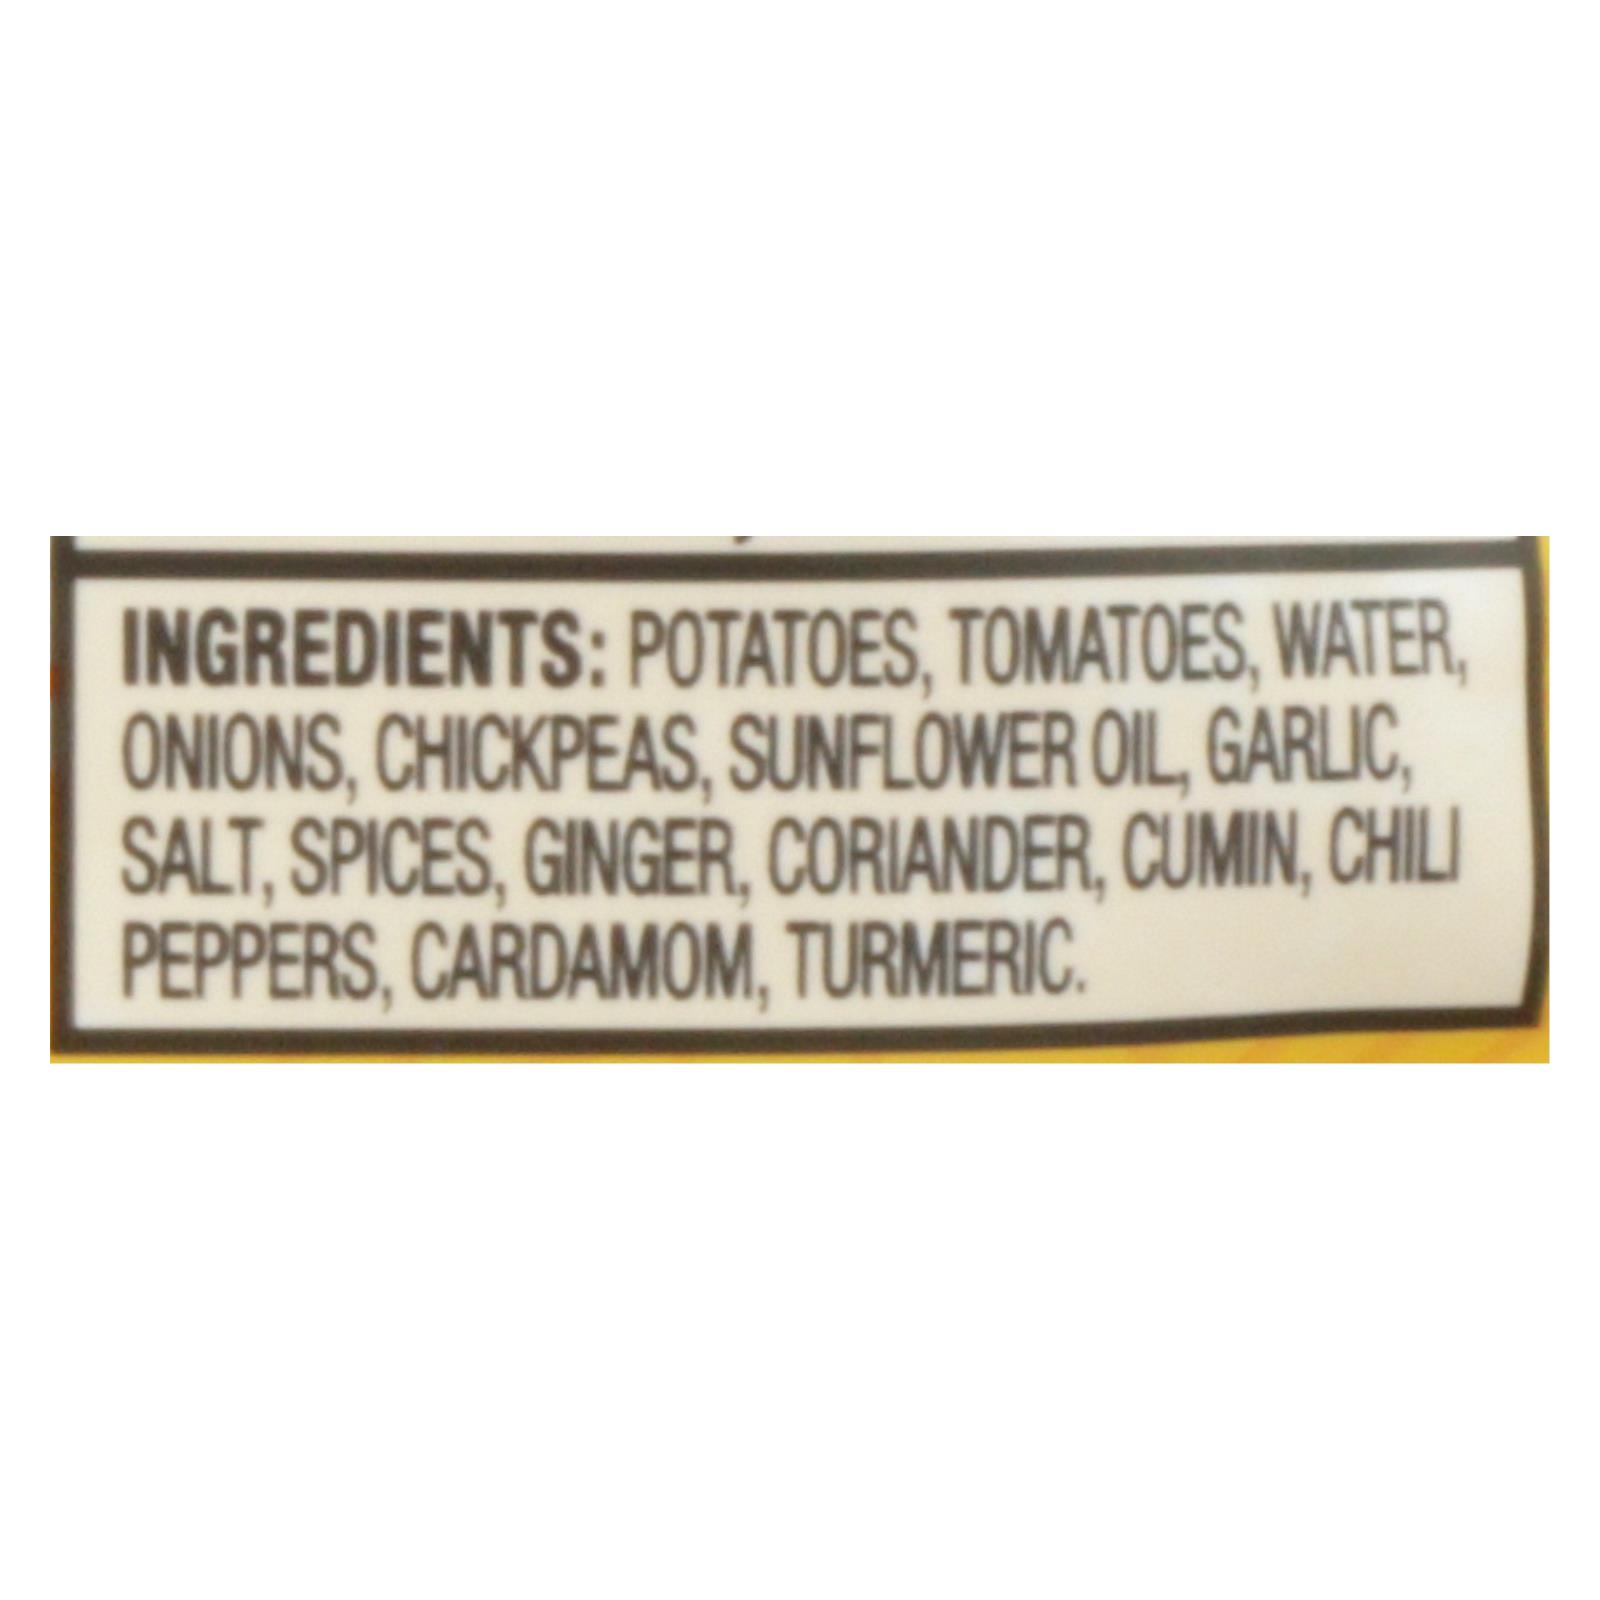 INGREDIENTS: POTATOES, TOMATOES, WATER,
ONIONS, CHICKPEAS, SUNFLOWER OIL, GARLIC,
SALT, SPICES, GINGER, CORIANDER, CUMIN, CHILI
PEPPERS, CARDAMOM, TURMERIC.